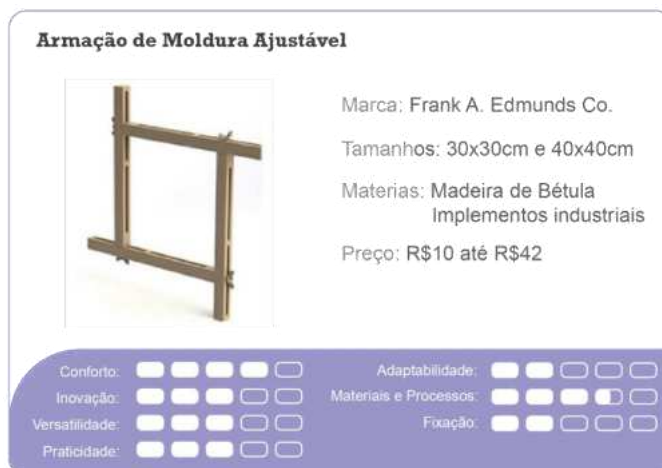 Armação de Moldura Ajustável
Marca: Frank A. Edmunds Co.
Tamanhos: 30x30cm e 40x40cm
Materias: Madeira de Bétula
Implementos industriais
Preço: R$10 até R$42
Conforto:
Inovação:
Versatilidade:
Praticidade:
Adaptabilidade:
Materiais e Processos:
Fixação: